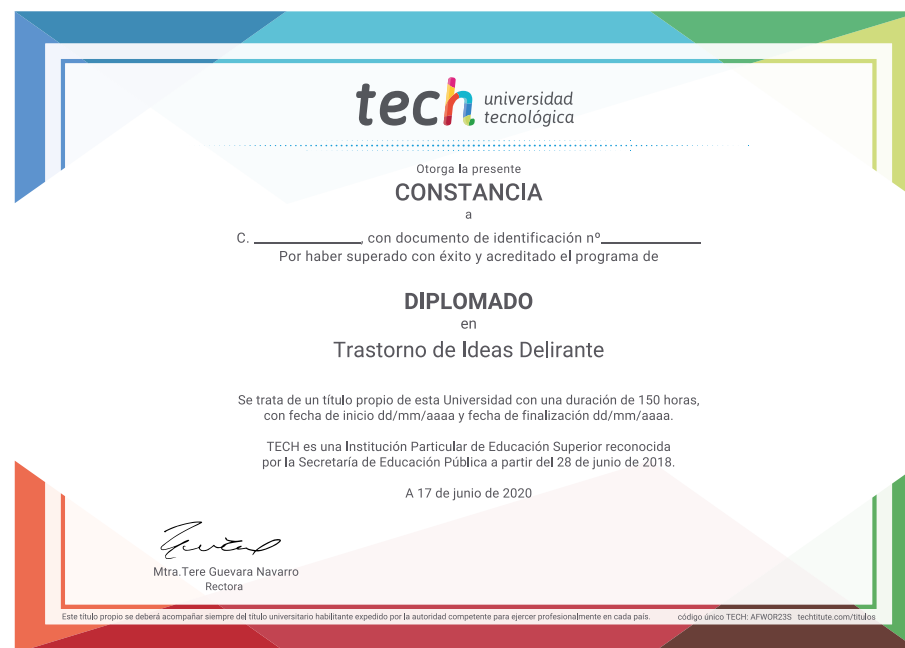 tech universidad
tecnológica
Otorga la presente
CONSTANCIA
a
C. ____________, con documento de identificación nº___________
Por haber superado con éxito y acreditado el programa de
DIPLOMADO
en
Trastorno de Ideas Delirante
Se trata de un título propio de esta Universidad con una duración de 150 horas,
con fecha de inicio dd/mm/aaaa y fecha de finalización dd/mm/aaaa.
TECH es una Institución Particular de Educación Superior reconocida
por la Secretaría de Educación Pública a partir del 28 de junio de 2018.
A 17 de junio de 2020
Mtra.Tere Guevara Navarro
Rectora
Este título propio se deberá acompañar siempre del título universitario habilitante expedido por la autoridad competente para ejercer profesionalmente en cada país. código único TECH: AFWOR23S techtitute.com/titulos